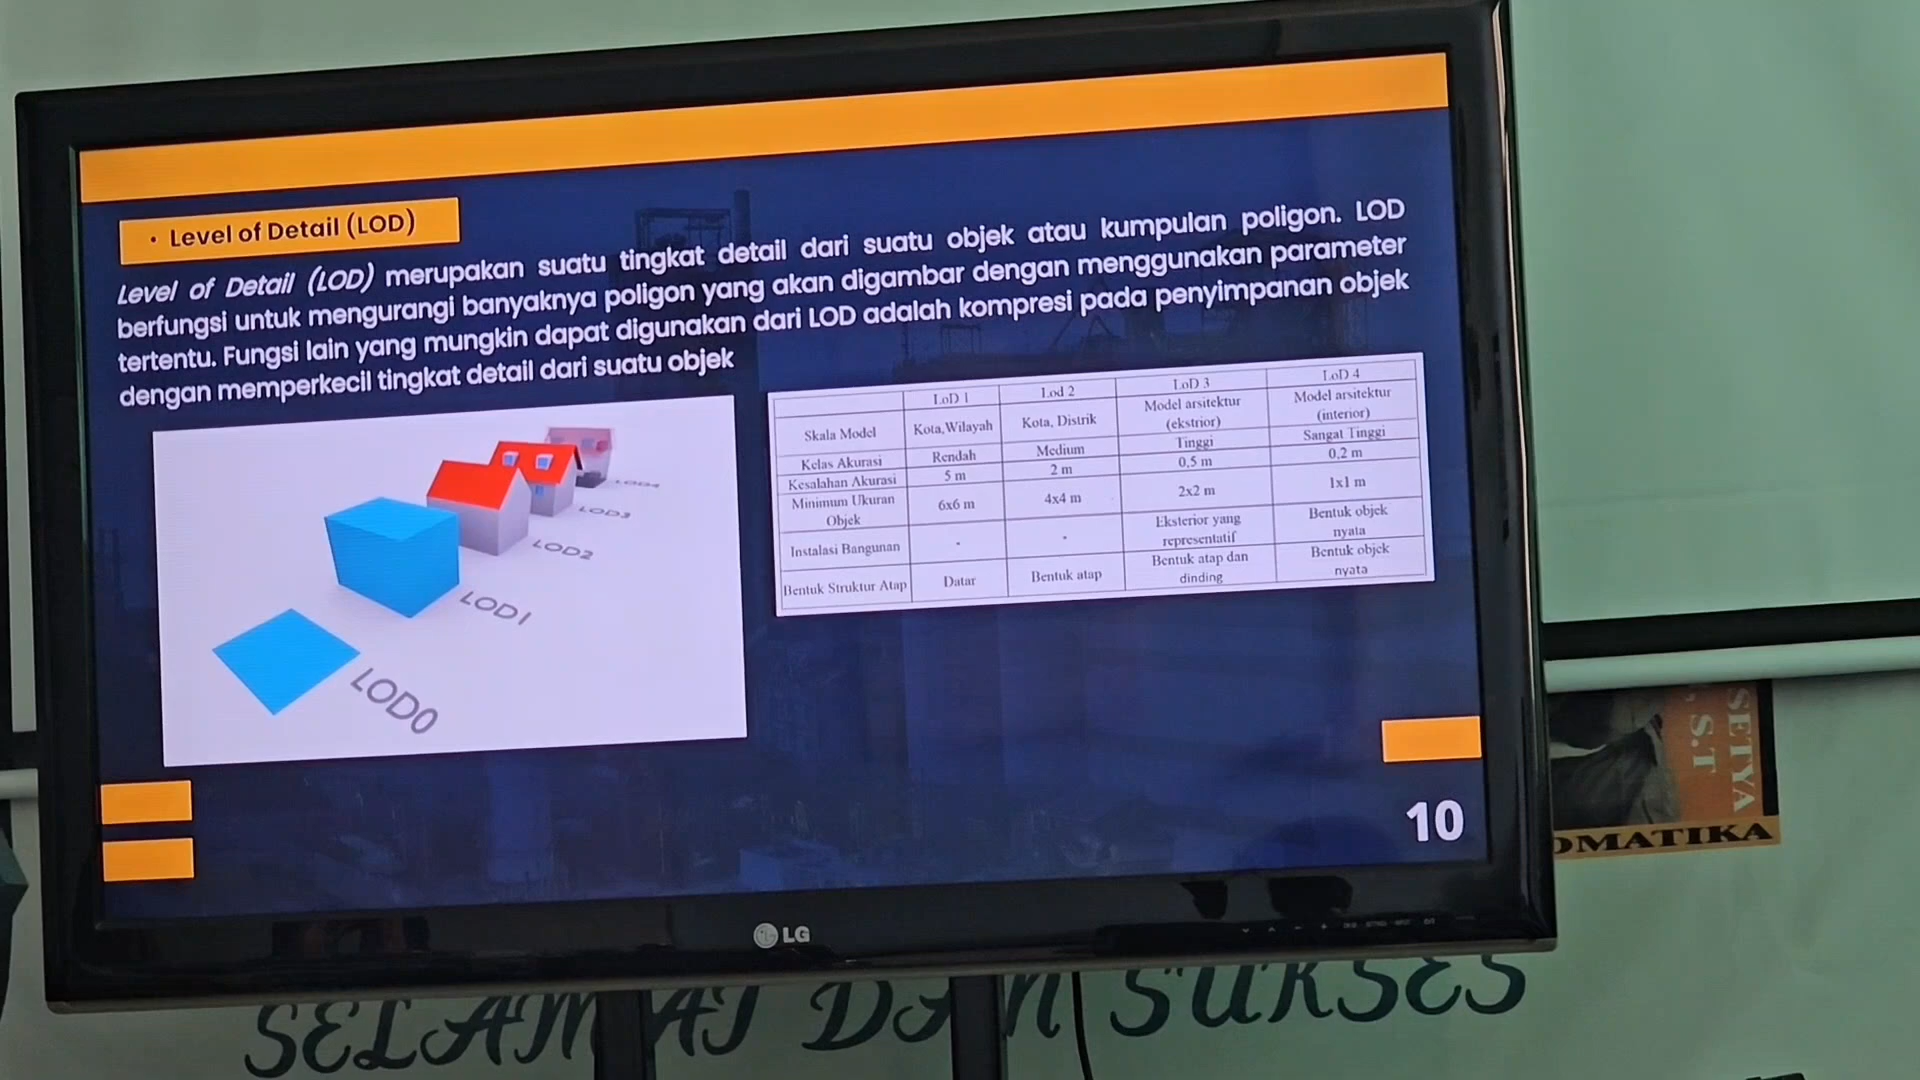 • Level of Detail (LOD)
Level of Detail (LOD) merupakan suatu tingkat detail dari suatu objek atau kumpulan poligon. LOD
berfungsi untuk mengurangi banyaknya poligon yang akan digambar dengan menggunakan parameter
tertentu. Fungsi lain yang mungkin dapat digunakan dari LOD adalah kompresi pada penyimpanan objek
dengan memperkecil tingkat detail dari suatu objek
LOD4
LOD3
LOD2
LOD1
LOD0
LoD 1 Lod 2 LoD 3 LoD 4
Skala Model Kota,Wilayah Kota, Distrik Model arsitektur (ekstrior) Model arsitektur (interior)
Kelas Akurasi Rendah Medium Tinggi Sangat Tinggi
Kesalahan Akurasi 5 m 2 m 0,5 m 0,2 m
Minimum Ukuran Objek 6x6 m 4x4 m 2x2 m 1x1 m
Instalasi Bangunan - - Eksterior yang representatif Bentuk objek nyata
Bentuk Struktur Atap Datar Bentuk atap Bentuk atap dan dinding Bentuk objek nyata
10
LG
SETYA
, S.T
OMATIKA
SELAMAT DAN SUKSES